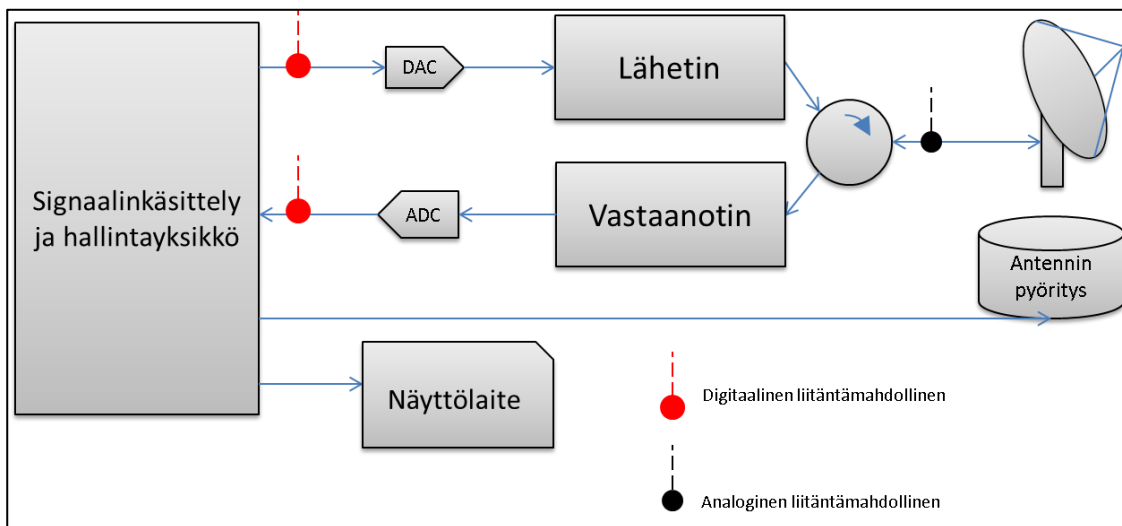 DAC
Lähetin
Signaalinkäsittely
ja hallintayksikkö
ADC
Vastaanotin
Antennin
pyöritys
Näyttölaite
Digitaalinen liitäntämahdollinen
Analoginen liitäntämahdollinen